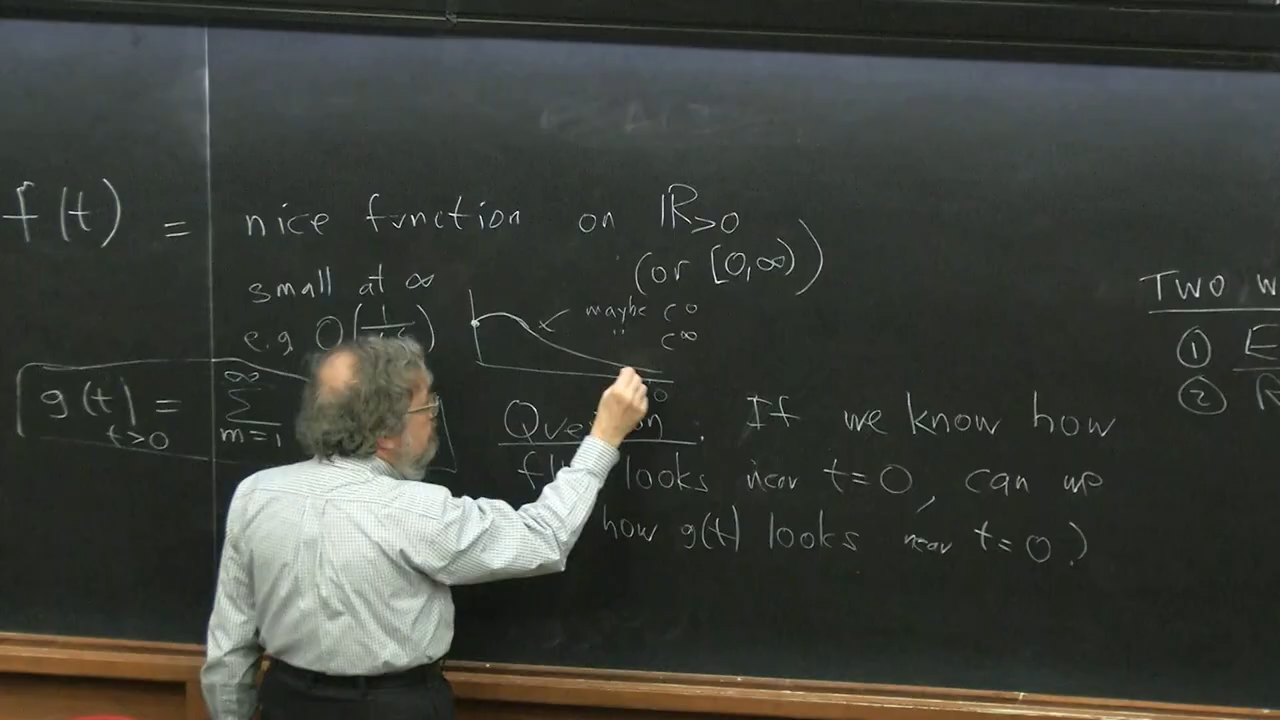 f(t) = nice function on ℝ>0
(or [0,∞))
small at ∞
e.g O(1/
maybe C⁰
" C^∞
g(t) = ∞ Σ m=1
t>0
Question. If we know how
looks near t=0, can we
how g(t) looks near t=0?
TWO W
①
②